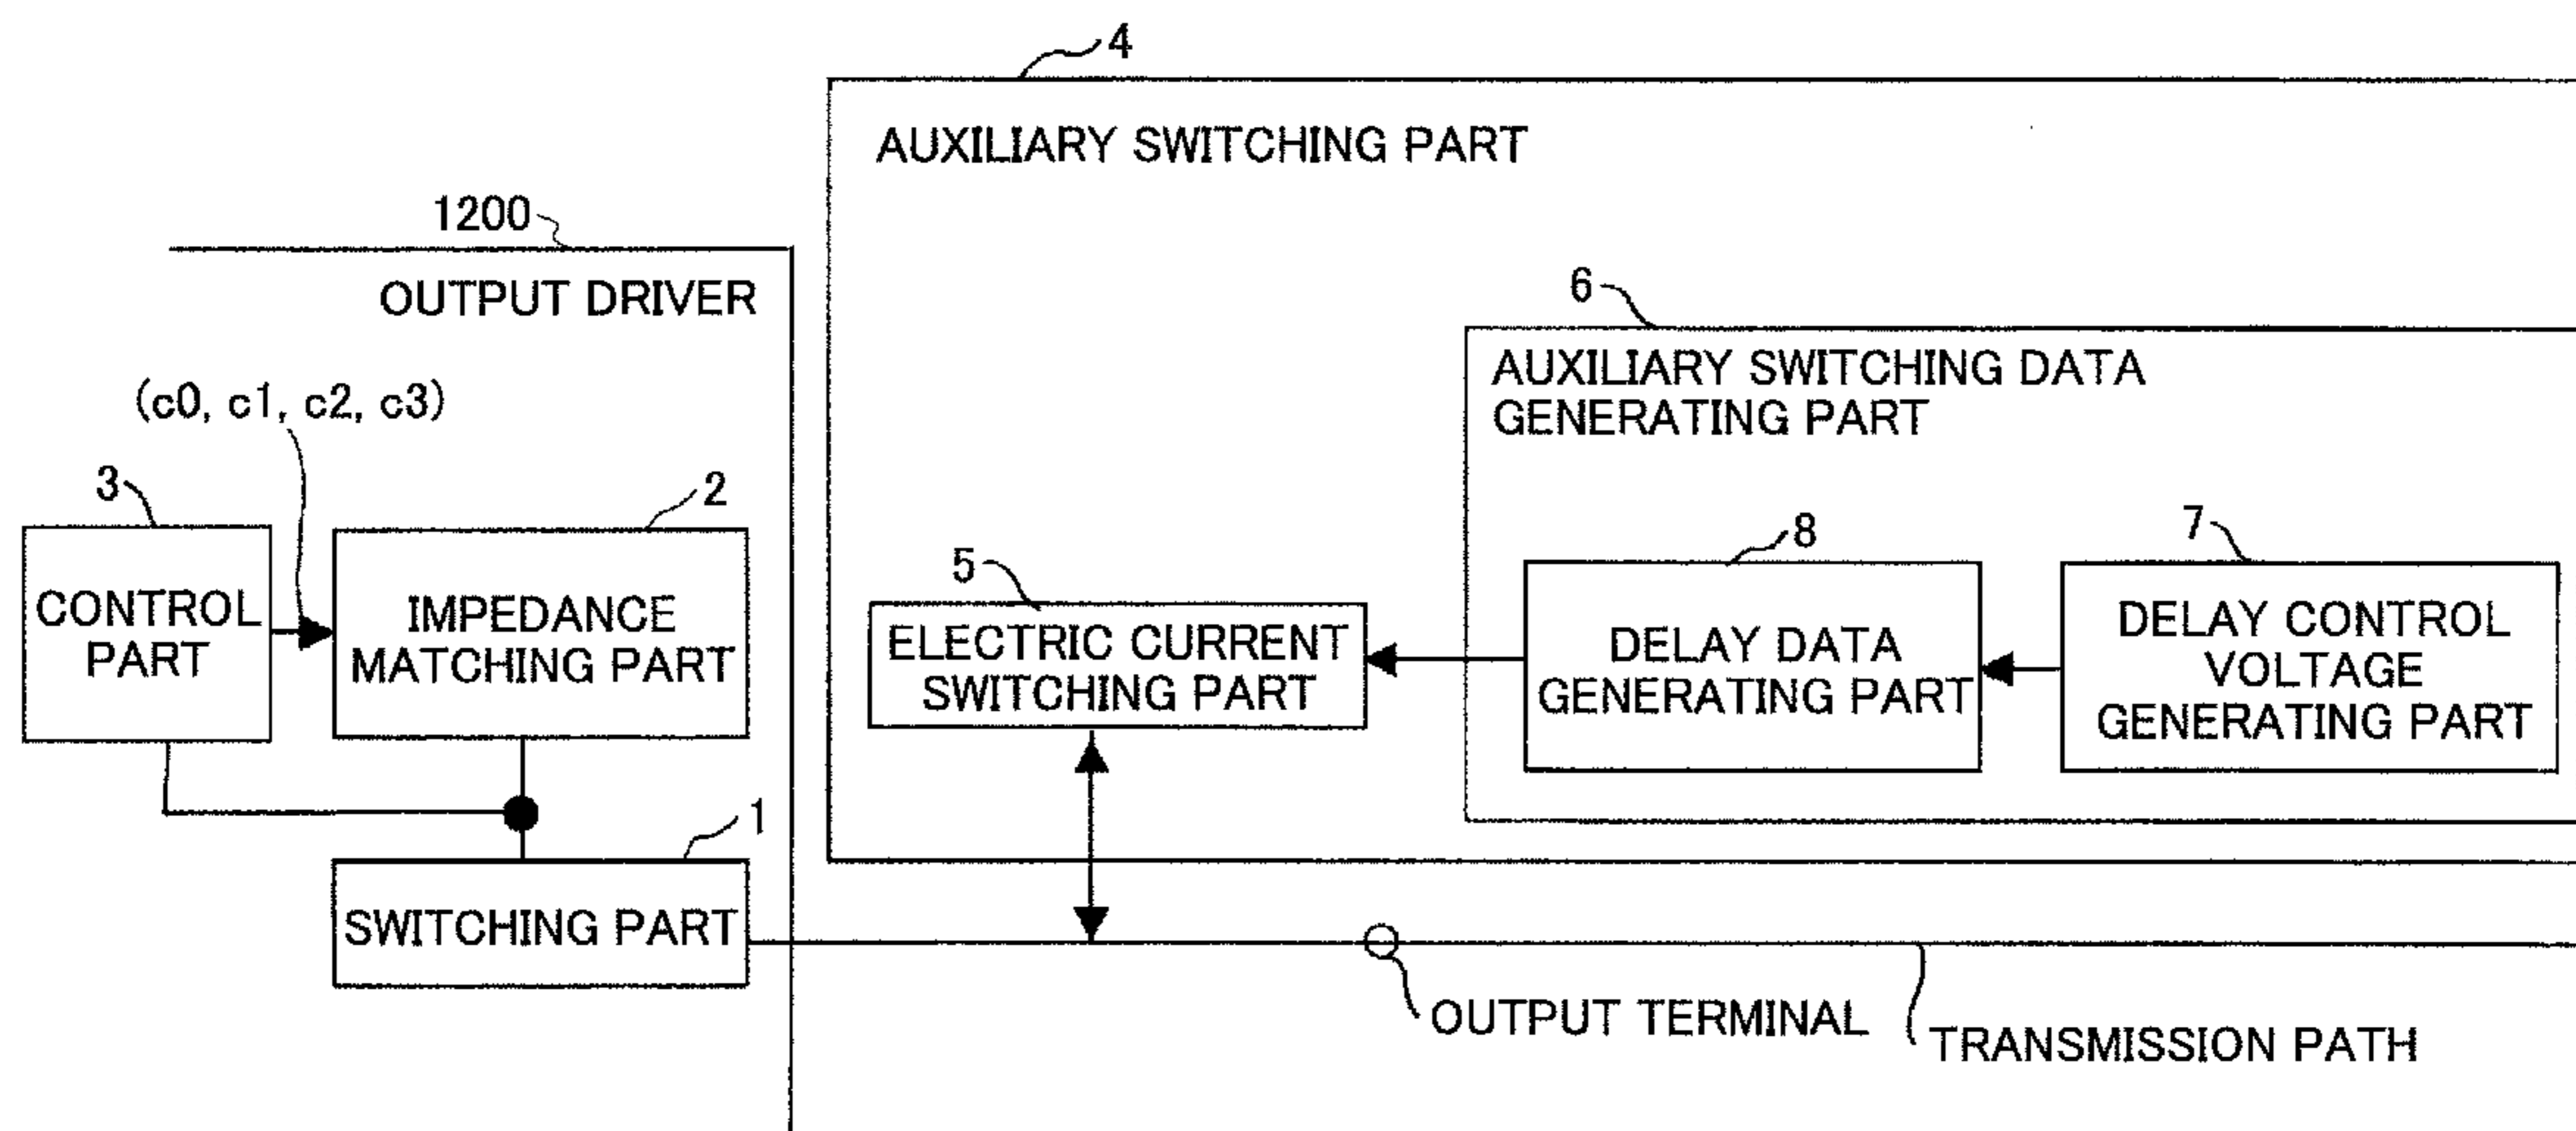 4
AUXILIARY SWITCHING PART
1200
OUTPUT DRIVER
6
AUXILIARY SWITCHING DATA
GENERATING PART
(c0, c1, c2, c3)
3
CONTROL
PART
2
IMPEDANCE
MATCHING PART
5
ELECTRIC CURRENT
SWITCHING PART
8
DELAY DATA
GENERATING PART
7
DELAY CONTROL
VOLTAGE
GENERATING PART
1
SWITCHING PART
OUTPUT TERMINAL
TRANSMISSION PATH